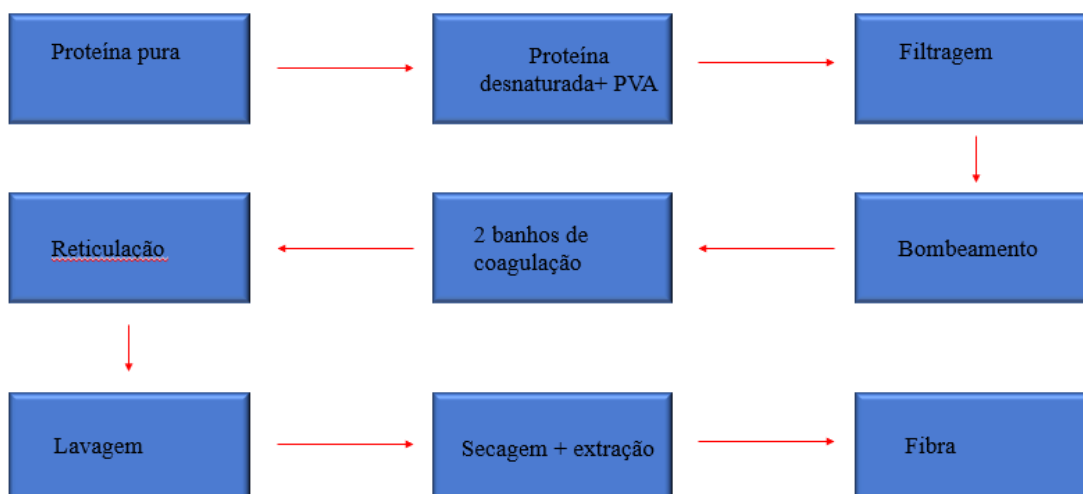 Proteína pura
Proteína
desnaturada+ PVA
Filtragem
Bombeamento
2 banhos de
coagulação
Reticulação
Lavagem
Secagem + extração
Fibra